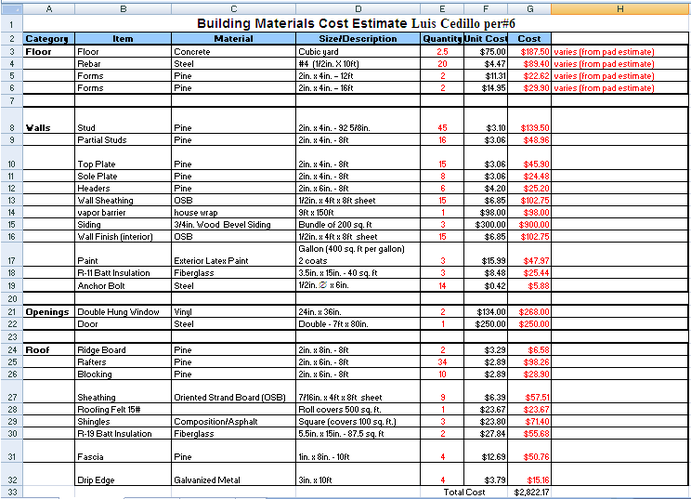 A B C D E F G H
1 Building Materials Cost Estimate Luis Cedillo per#6
2 Category Item Material Size/Description Quantity Unit Cost Cost
3 Floor Floor Concrete Cubic yard 2.5 $75.00 $187.50 varies (from pad estimate)
4 Rebar Steel #4 (1/2in. X 10ft) 20 $4.47 $89.40 varies (from pad estimate)
5 Forms Pine 2in. x 4in. - 12ft 2 $11.31 $22.62 varies (from pad estimate)
6 Forms Pine 2in. x 4in. - 16ft 2 $14.95 $29.90 varies (from pad estimate)
7
8 Walls Stud Pine 2in. x 4in. - 92 5/8in. 45 $3.10 $139.50
9 Partial Studs Pine 2in. x 4in. - 8ft 16 $3.06 $48.96
10 Top Plate Pine 2in. x 4in. - 8ft 15 $3.06 $45.90
11 Sole Plate Pine 2in. x 4in. - 8ft 8 $3.06 $24.48
12 Headers Pine 2in. x 6in. - 8ft 6 $4.20 $25.20
13 Wall Sheathing OSB 1/2in. x 4ft x 8ft sheet 15 $6.85 $102.75
14 vapor barrier house wrap 9ft x 150ft 1 $98.00 $98.00
15 Siding 3/4in. Wood Bevel Siding Bundle of 200 sq. ft 3 $300.00 $900.00
16 Wall Finish (interior) OSB 1/2in. x 4ft x 8ft sheet 15 $6.85 $102.75
Gallon (400 sq. ft per gallon)
17 Paint Exterior Latex Paint 2 coats 3 $15.99 $47.97
18 R-11 Batt Insulation Fiberglass 3.5in. x 15in. - 40 sq. ft 3 $8.48 $25.44
19 Anchor Bolt Steel 1/2in. ∅ x 6in. 14 $0.42 $5.88
20
21 Openings Double Hung Window Vinyl 24in. x 36in. 2 $134.00 $268.00
22 Door Steel Double - 7ft x 80in. 1 $250.00 $250.00
23
24 Roof Ridge Board Pine 2in. x 8in. - 8ft 2 $3.29 $6.58
25 Rafters Pine 2in. x 6in. - 8ft 34 $2.89 $98.26
26 Blocking Pine 2in. x 6in. - 8ft 10 $2.89 $28.90
27 Sheathing Oriented Strand Board (OSB) 7/16in. x 4ft x 8ft sheet 9 $6.39 $57.51
28 Roofing Felt 15# Roll covers 500 sq. ft. 1 $23.67 $23.67
29 Shingles Composition/Asphalt Square (covers 100 sq. ft.) 3 $23.80 $71.40
30 R-19 Batt Insulation Fiberglass 5.5in. x 15in. - 87.5 sq. ft 2 $27.84 $55.68
31 Fascia Pine 1in. x 8in. - 10ft 4 $12.69 $50.76
32 Drip Edge Galvanized Metal 3in. x 10ft 4 $3.79 $15.16
33 Total Cost $2,822.17